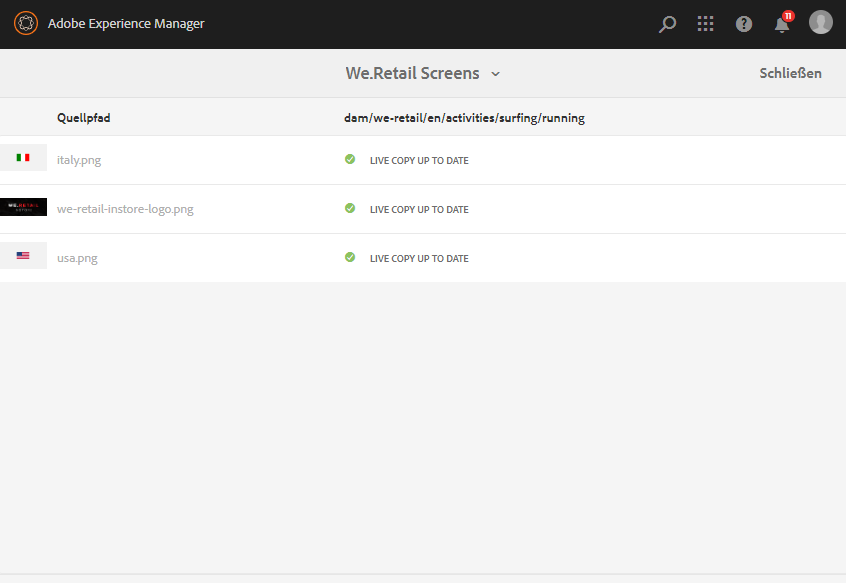 Adobe Experience Manager
?
11
We.Retail Screens
Schließen
Quellpfad
dam/we-retail/en/activities/surfing/running
italy.png
LIVE COPY UP TO DATE
WE.RETAIL
we-retail-instore-logo.png
LIVE COPY UP TO DATE
usa.png
LIVE COPY UP TO DATE